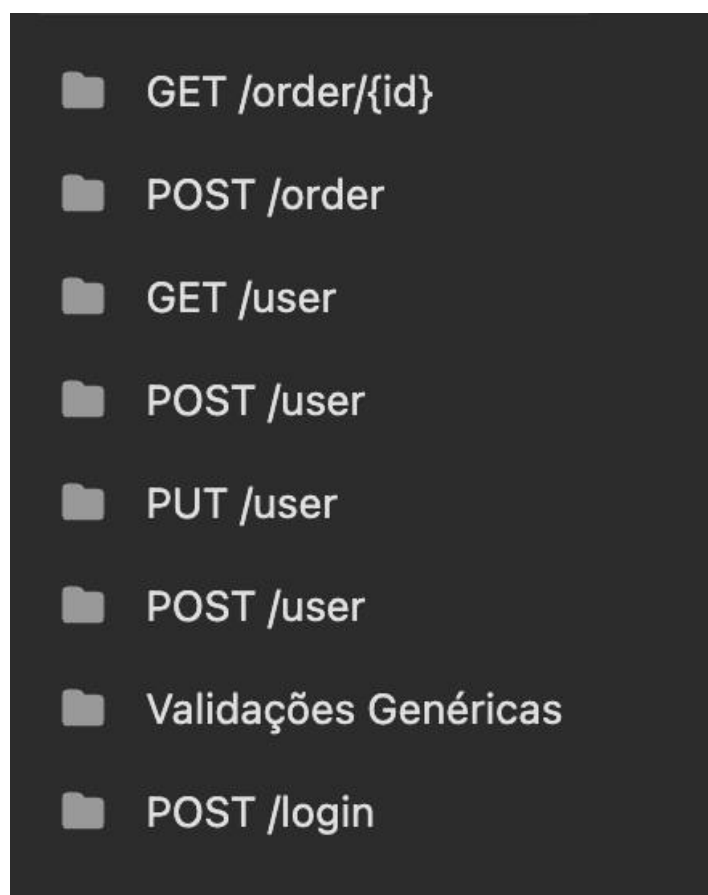 GET /order/{id}
POST /order
GET /user
POST /user
PUT /user
POST /user
Validações Genéricas
POST /login